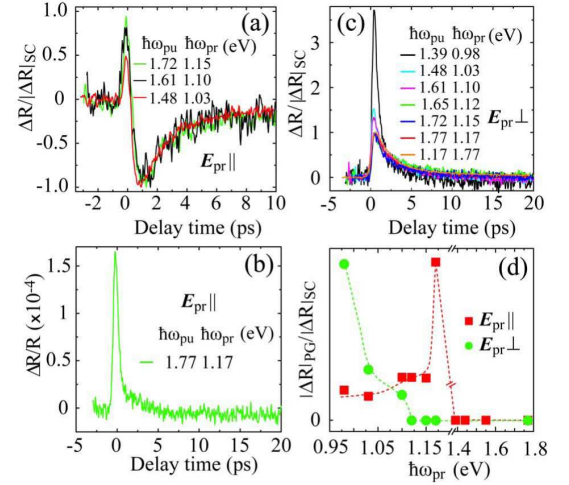 (a)
ΔR/|ΔR|SC
1.0
0.5
0.0
-0.5
-1.0
ħωpu ħωpr (eV)
1.72 1.15
1.61 1.10
1.48 1.03
Epr||
-2 0 2 4 6 8 10
Delay time (ps)
(c)
ΔR/|ΔR|SC
3
2
1
0
ħωpu ħωpr (eV)
1.39 0.98
1.48 1.03
1.61 1.10
1.65 1.12
1.72 1.15
1.77 1.17
1.17 1.77
Epr⊥
-5 0 5 10 15 20
Delay time (ps)
(b)
ΔR/R (x10-4)
1.5
1
0.5
0
Epr||
ħωpu ħωpr (eV)
1.77 1.17
-5 0 5 10 15 20
Delay time (ps)
(d)
|ΔR|PG/|ΔR|SC
0
Epr||
Epr⊥
0.95 1.05 1.15 1.4 1.6 1.8
ħωpr (eV)